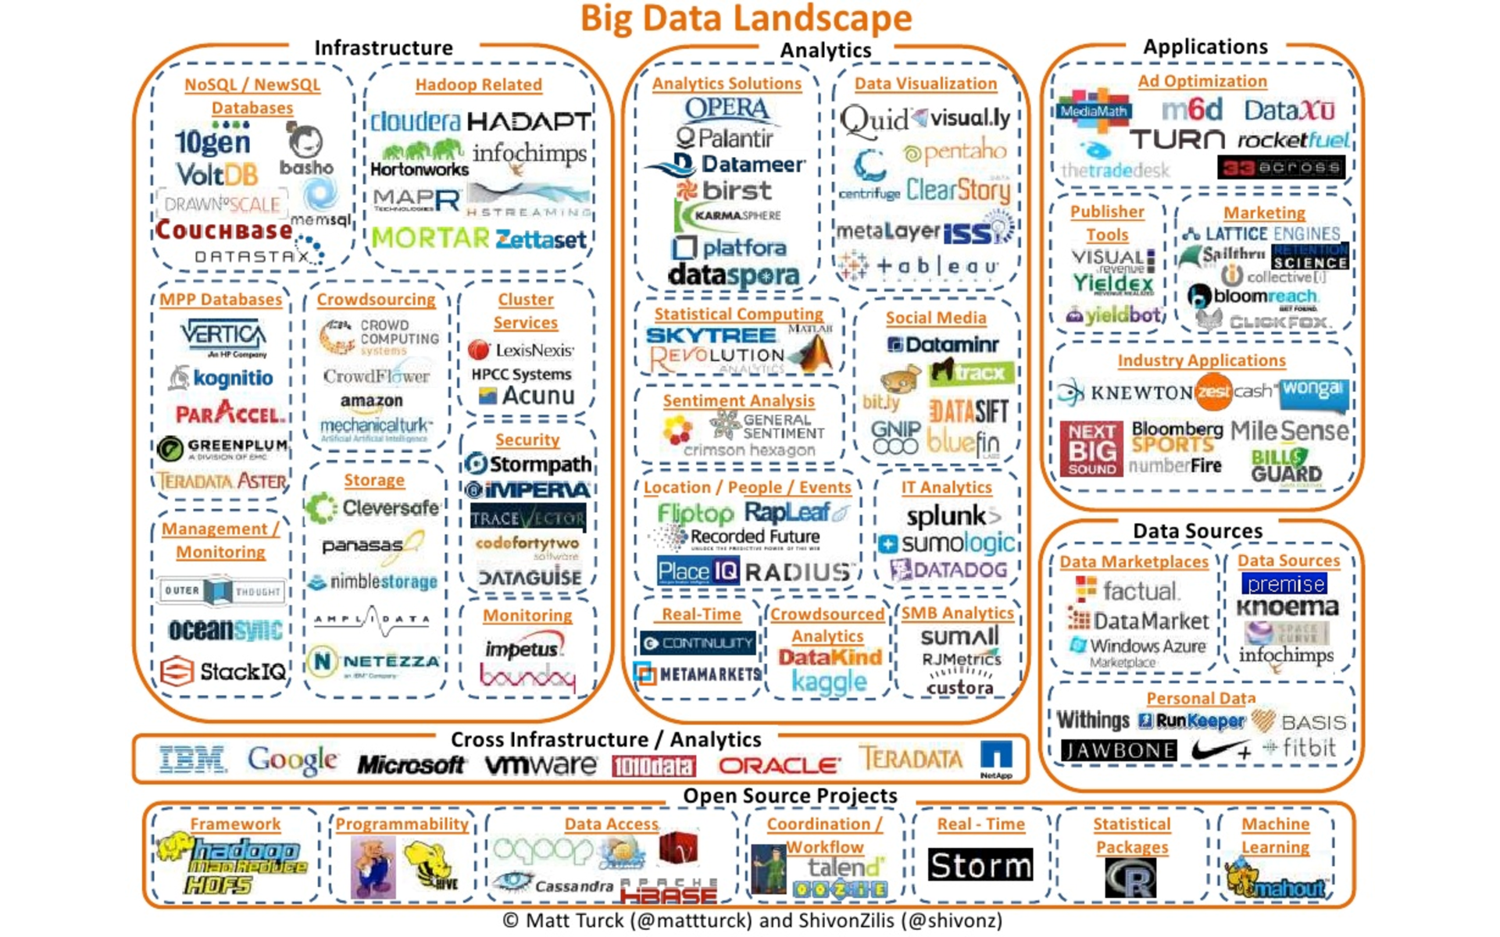 Big Data Landscape
Infrastructure
NoSQL / NewSQL
Databases
10gen
basho
VoltDB
DRAWN TO SCALE
memsql
COUCHBASE
DATASTAX
Hadoop Related
cloudera HADAPT
Hortonworks
infochimps
MAPR
TECHNOLOGIES
HSTREAMING
MORTAR Zettaset
MPP Databases
VERTICA
An HP Company
kognitio
PARACCEL
GREENPLUM
A DIVISION OF EMC
TERADATA ASTER
Crowdsourcing
CROWD
COMPUTING
systems
CrowdFlower
amazon
mechanicalturk
Artificial Artificial Intelligence
Cluster
Services
LexisNexis
HPCC Systems
Acunu
Security
Stormpath
IMPERVA
TRACEVECTOR
codefortytwo
software
DATAGUISE
Storage
Cleversafe
panasas
nimblestorage
AMPLIDATA
NETEZZA
an IBM Company
Management /
Monitoring
OUTER THOUGHT
oceansync
StackIQ
Monitoring
impetus
boundary
Analytics
Analytics Solutions
OPERA
Palantir
Datameer
birst
KARMASPHERE
platfora
dataspora
Data Visualization
Quid visual.ly
pentaho
centrifuge ClearStory
DATA
metaLayer ISS
tableau
Statistical Computing
SKYTREE MATLAB
REVOLUTION
ANALYTICS
Social Media
Dataminr
tracx
bit.ly
DATASIFT
GNIP
bluefin
LABS
Sentiment Analysis
GENERAL
SENTIMENT
crimson hexagon
Location / People / Events
Fliptop RapLeaf
Recorded Future
UNLOCK THE PREDICTIVE POWER OF THE WEB
Place IQ RADIUS
IT Analytics
splunk>
sumologic
DATADOG
Real-Time
CONTINUITY
METAMARKETS
Crowdsourced
Analytics
DataKind
kaggle
SMB Analytics
sumall
RJMetrics
custora
Applications
Ad Optimization
MediaMath m6d DataXu
TURN rocketfuel
thetradedesk 33across
Publisher
Tools
VISUAL
revenue
Yieldex
yieldbot
Marketing
LATTICE ENGINES
Sailthru RETENTION
SCIENCE
collective[i]
bloomreach
GET FOUND.
CLICKFOX
Industry Applications
KNEWTON zestcash wonga
NEXT
BIG
SOUND
Bloomberg
SPORTS
numberFire
MileSense
BILL
GUARD
Data Sources
Data Marketplaces
factual.
DataMarket
Windows Azure
Marketplace
Data Sources
premise
knoema
SPACE
CURVE
infochimps
Personal Data
Withings RunKeeper BASIS
JAWBONE + fitbit
Cross Infrastructure / Analytics
IBM Google Microsoft vmware 1010data ORACLE TERADATA NetApp
Open Source Projects
Framework
hadoop
MapReduce
HDFS
Programmability
HIVE
Data Access
sqoop
Cassandra
APACHE
HBASE
Coordination /
Workflow
talend
OOZIE
Real - Time
Storm
Statistical
Packages
R
Machine
Learning
mahout
© Matt Turck (@mattturck) and ShivonZilis (@shivonz)